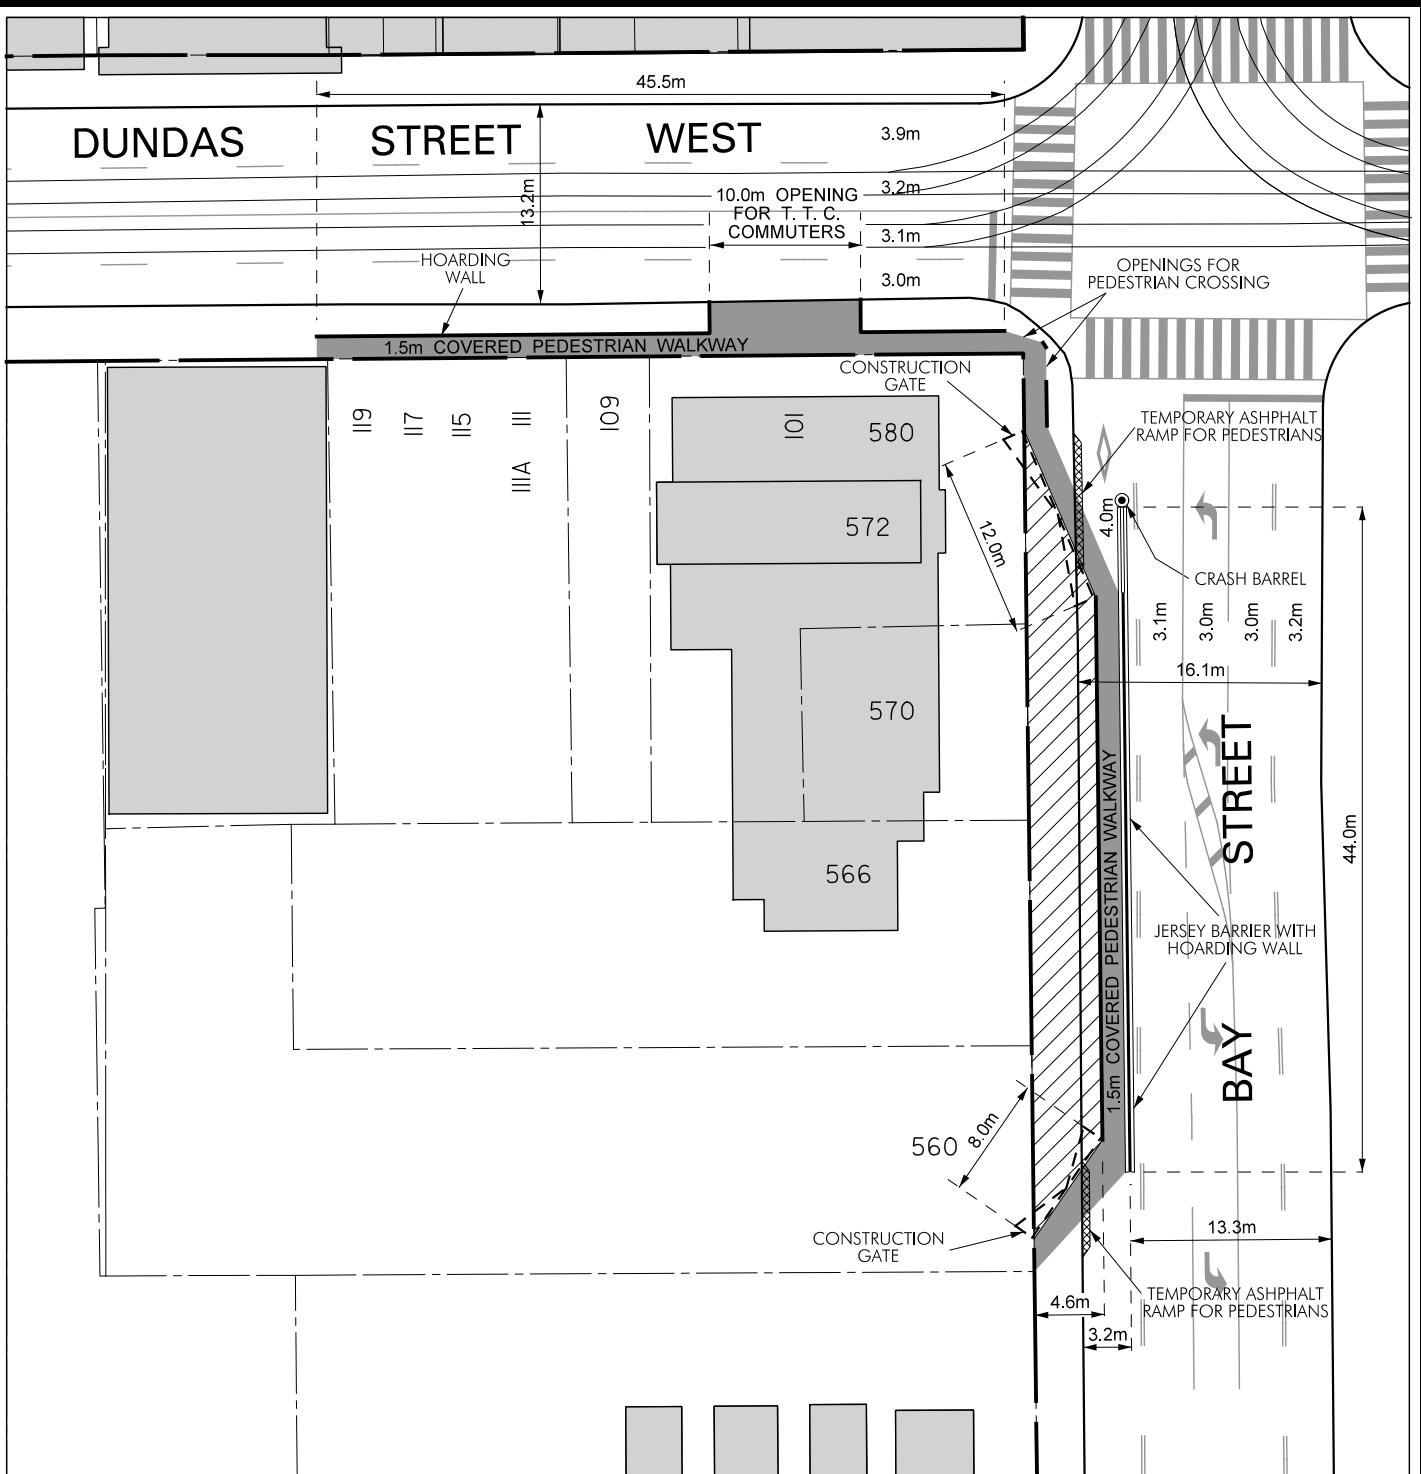 45.5m
DUNDAS STREET WEST
3.9m
13.2m
10.0m OPENING
FOR T. T. C.
COMMUTERS
3.2m
3.1m
3.0m
HOARDING
WALL
OPENINGS FOR
PEDESTRIAN CROSSING
1.5m COVERED PEDESTRIAN WALKWAY
CONSTRUCTION
GATE
119
117
115
111
111A
109
101
580
572
570
566
560
TEMPORARY ASHPHALT
RAMP FOR PEDESTRIANS
4.0m
12.0m
CRASH BARREL
3.1m
3.0m
3.0m
3.2m
16.1m
BAY STREET
44.0m
1.5m COVERED PEDESTRIAN WALKWAY
JERSEY BARRIER WITH
HOARDING WALL
8.0m
CONSTRUCTION
GATE
13.3m
TEMPORARY ASHPHALT
RAMP FOR PEDESTRIANS
4.6m
3.2m